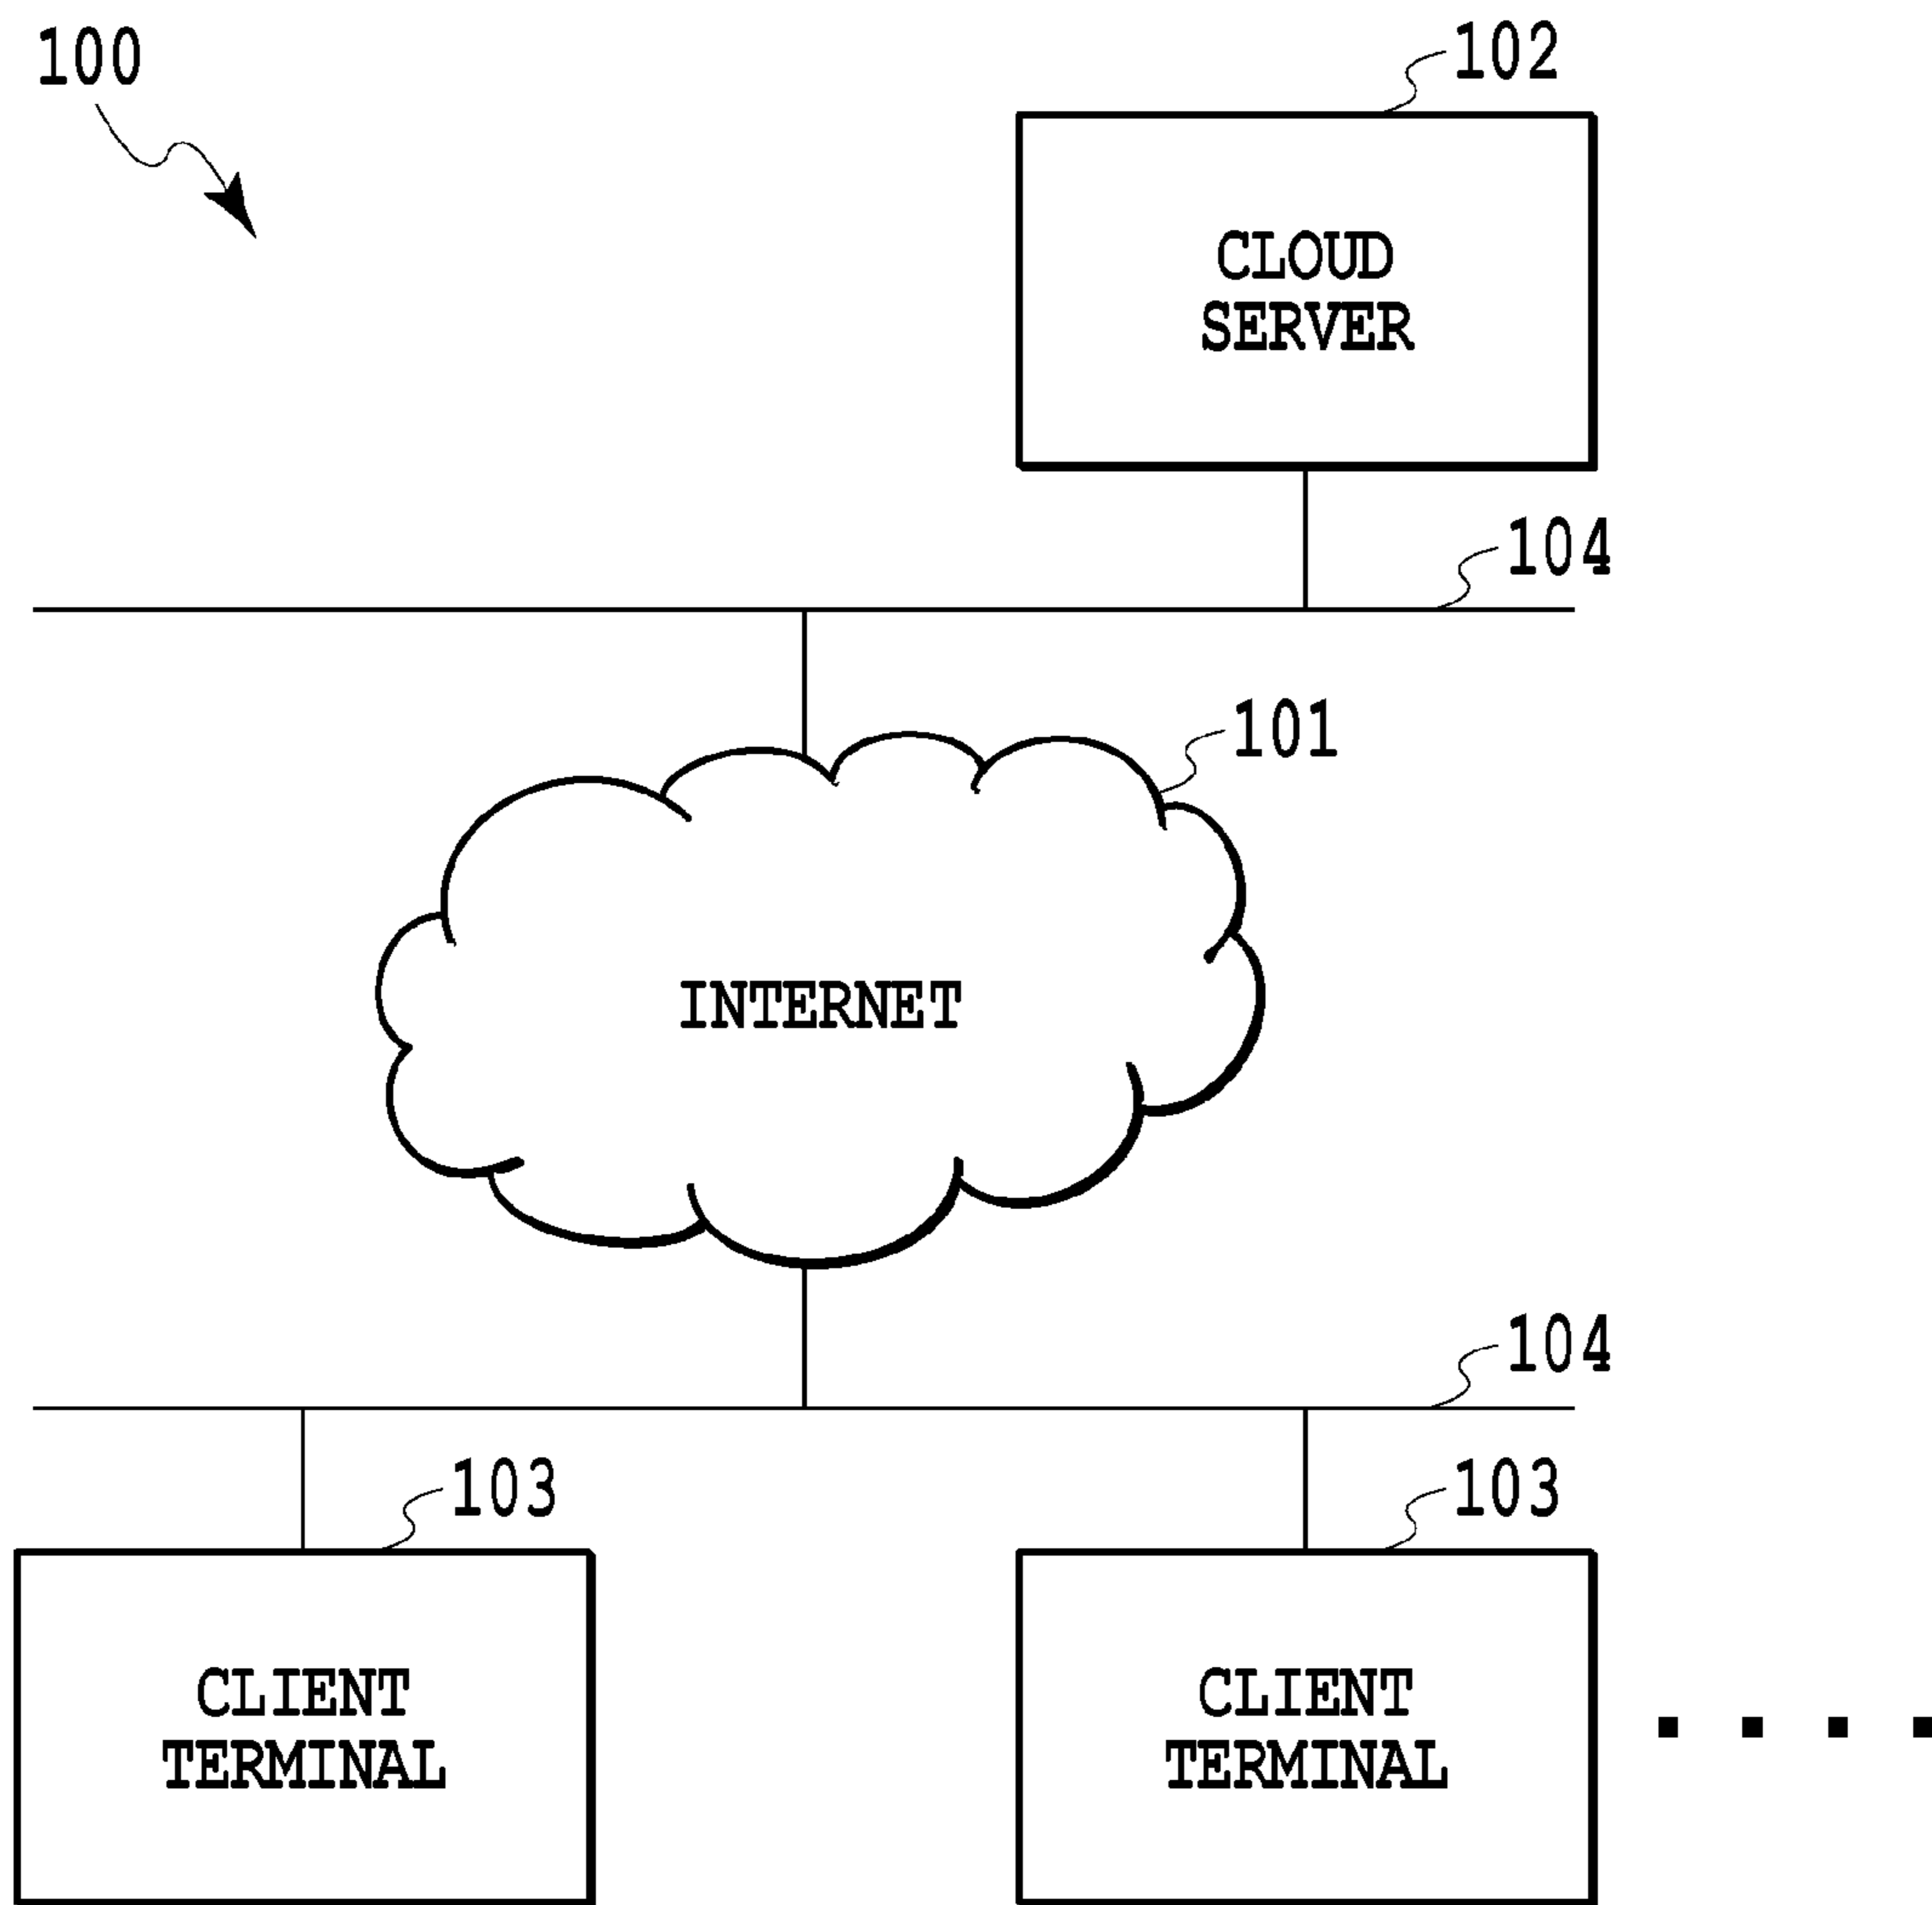 100
102
CLOUD
SERVER
104
101
INTERNET
104
103
103
CLIENT
TERMINAL
CLIENT
TERMINAL